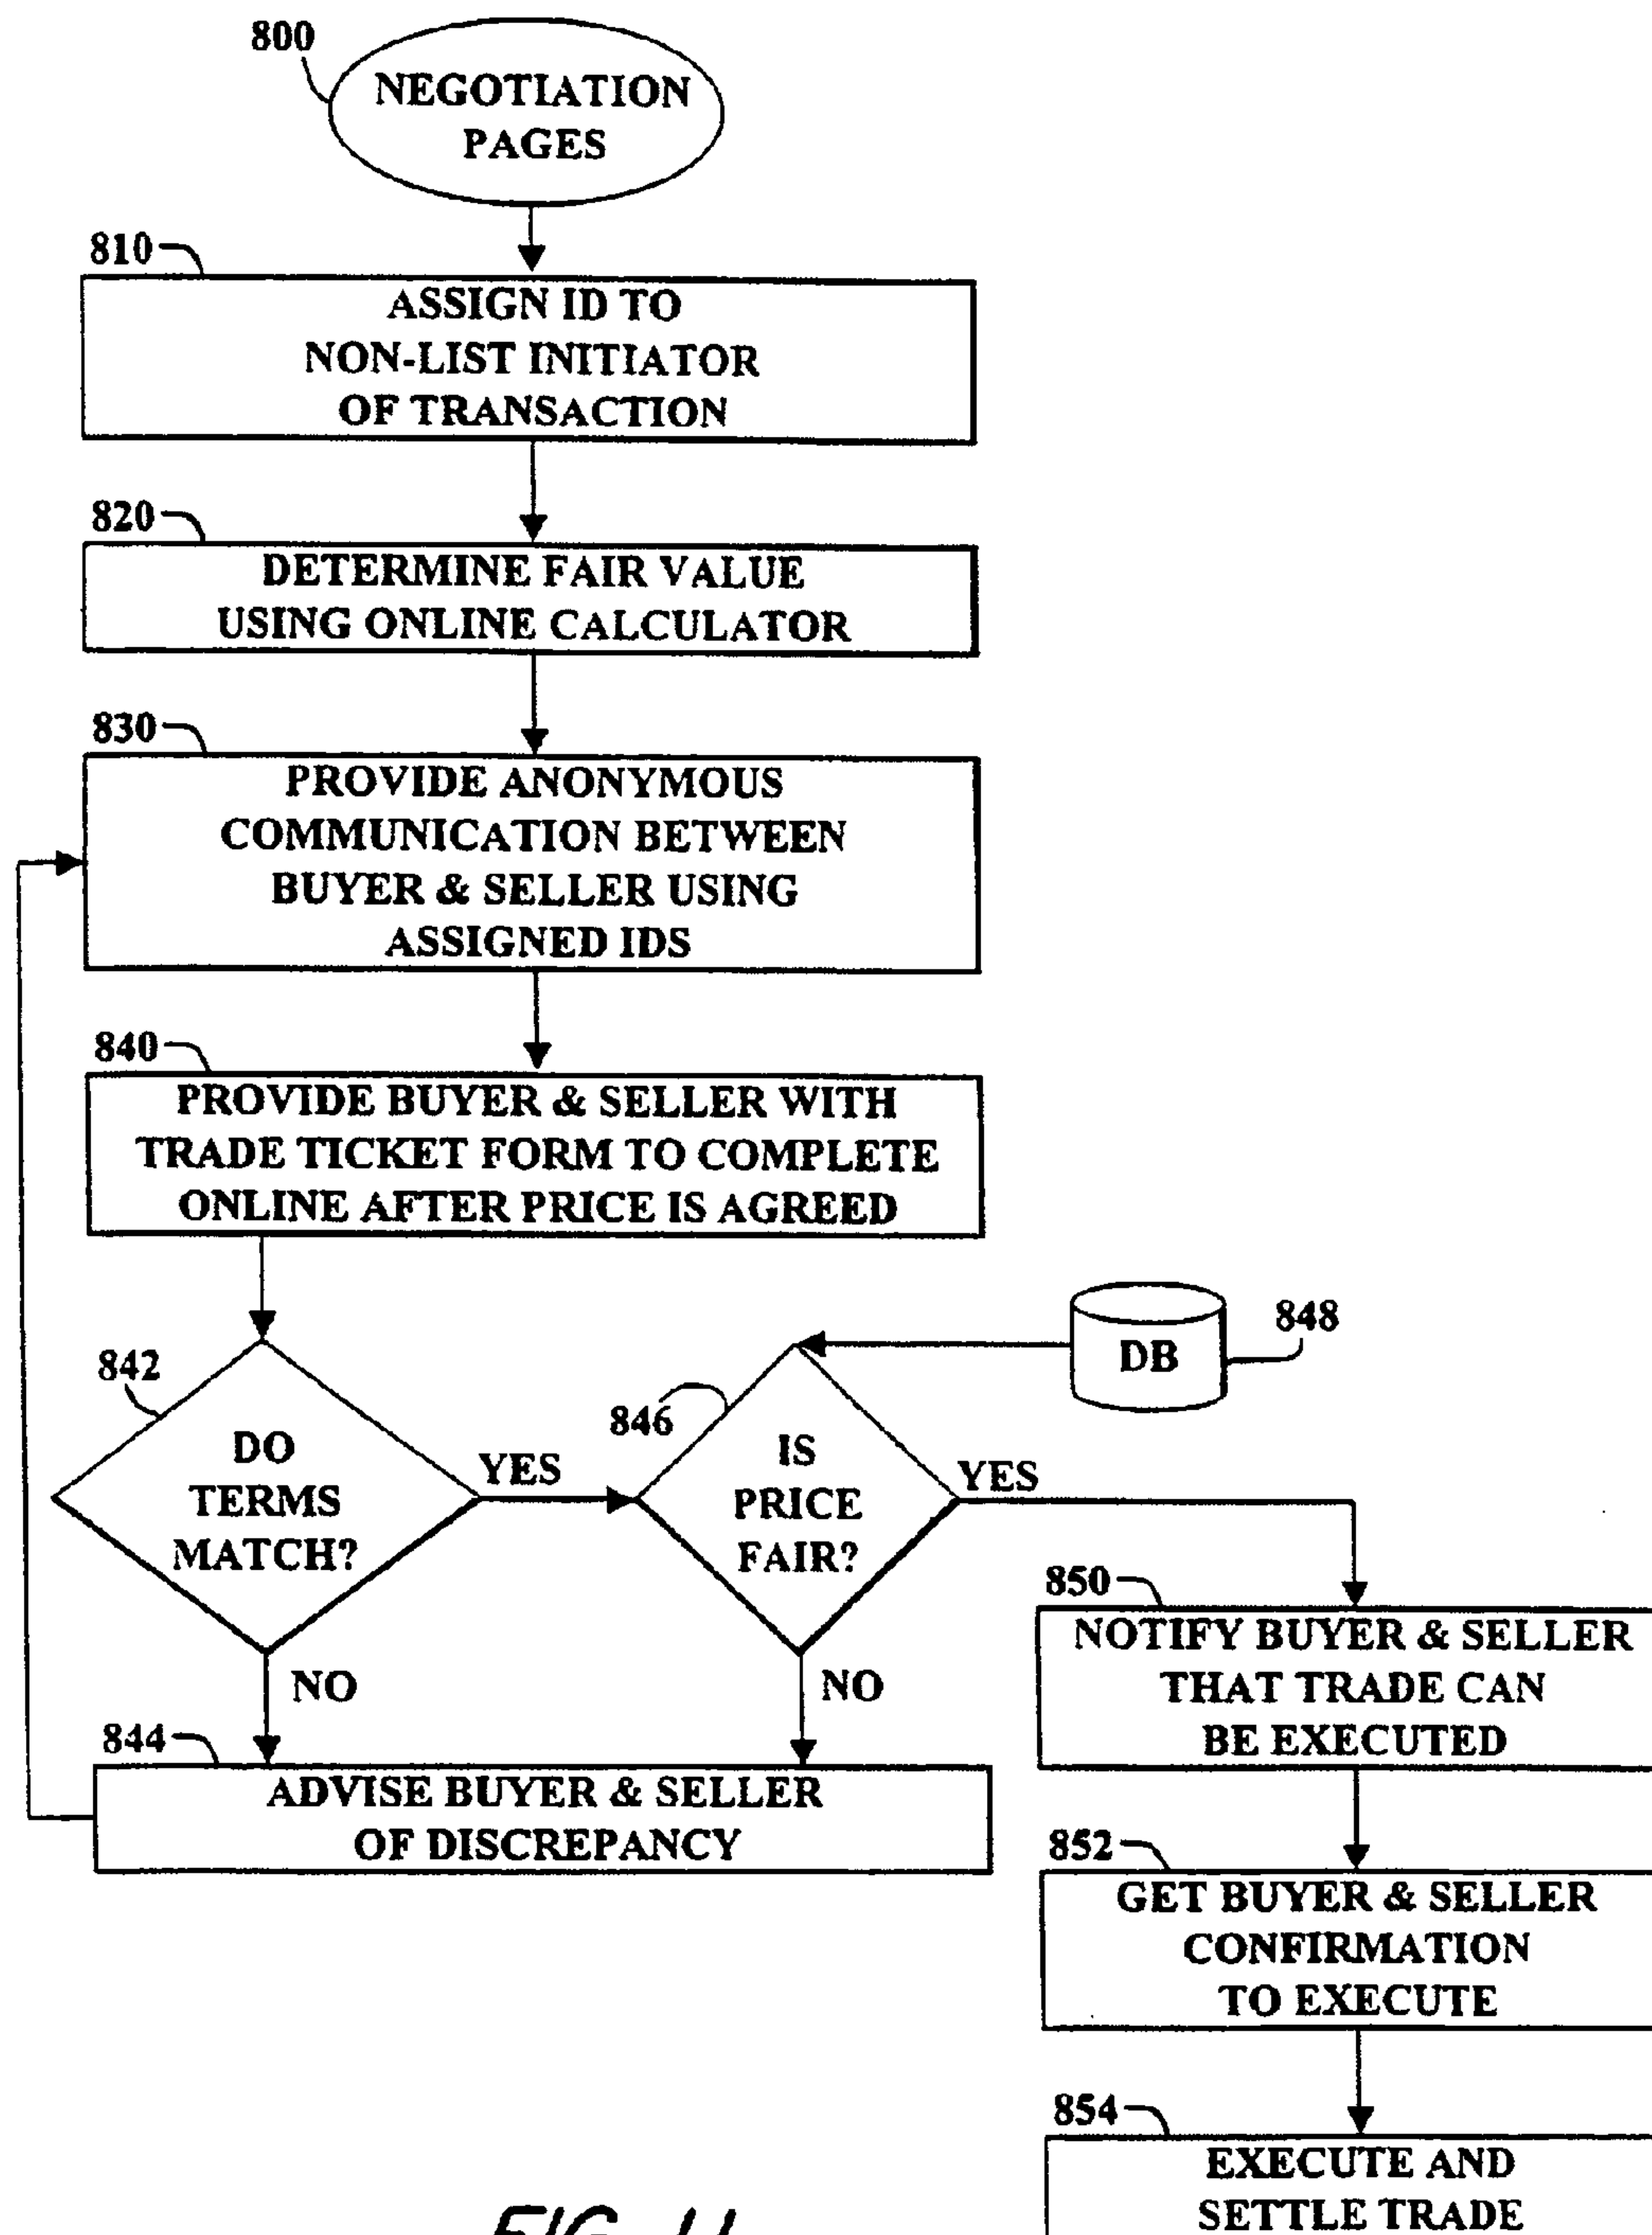 800
NEGOTIATION
PAGES
810
ASSIGN ID TO
NON-LIST INITIATOR
OF TRANSACTION
820
DETERMINE FAIR VALUE
USING ONLINE CALCULATOR
830
PROVIDE ANONYMOUS
COMMUNICATION BETWEEN
BUYER & SELLER USING
ASSIGNED IDS
840
PROVIDE BUYER & SELLER WITH
TRADE TICKET FORM TO COMPLETE
ONLINE AFTER PRICE IS AGREED
842
DO
TERMS
MATCH?
YES
NO
846
IS
PRICE
FAIR?
YES
NO
DB
848
844
ADVISE BUYER & SELLER
OF DISCREPANCY
850
NOTIFY BUYER & SELLER
THAT TRADE CAN
BE EXECUTED
852
GET BUYER & SELLER
CONFIRMATION
TO EXECUTE
854
EXECUTE AND
SETTLE TRADE
FIG. 11